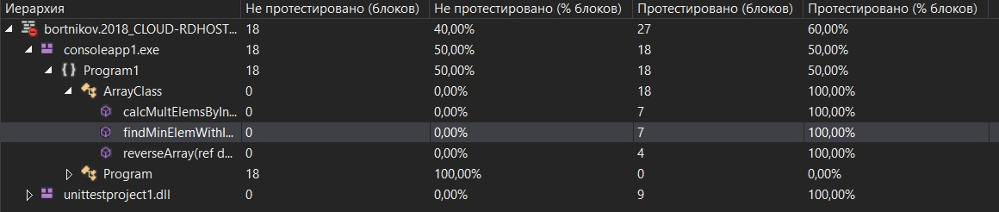 Иерархия Не протестировано (блоков) Не протестировано (% блоков) Протестировано (блоков) Протестировано (% блоков)
bortnikov.2018_CLOUD-RDHOST... 18 40,00% 27 60,00%
consoleapp1.exe 18 50,00% 18 50,00%
{} Program1 18 50,00% 18 50,00%
ArrayClass 0 0,00% 18 100,00%
calcMultElemsByIn... 0 0,00% 7 100,00%
findMinElemWithI... 0 0,00% 7 100,00%
reverseArray(ref d... 0 0,00% 4 100,00%
Program 18 100,00% 0 0,00%
unittestproject1.dll 0 0,00% 9 100,00%